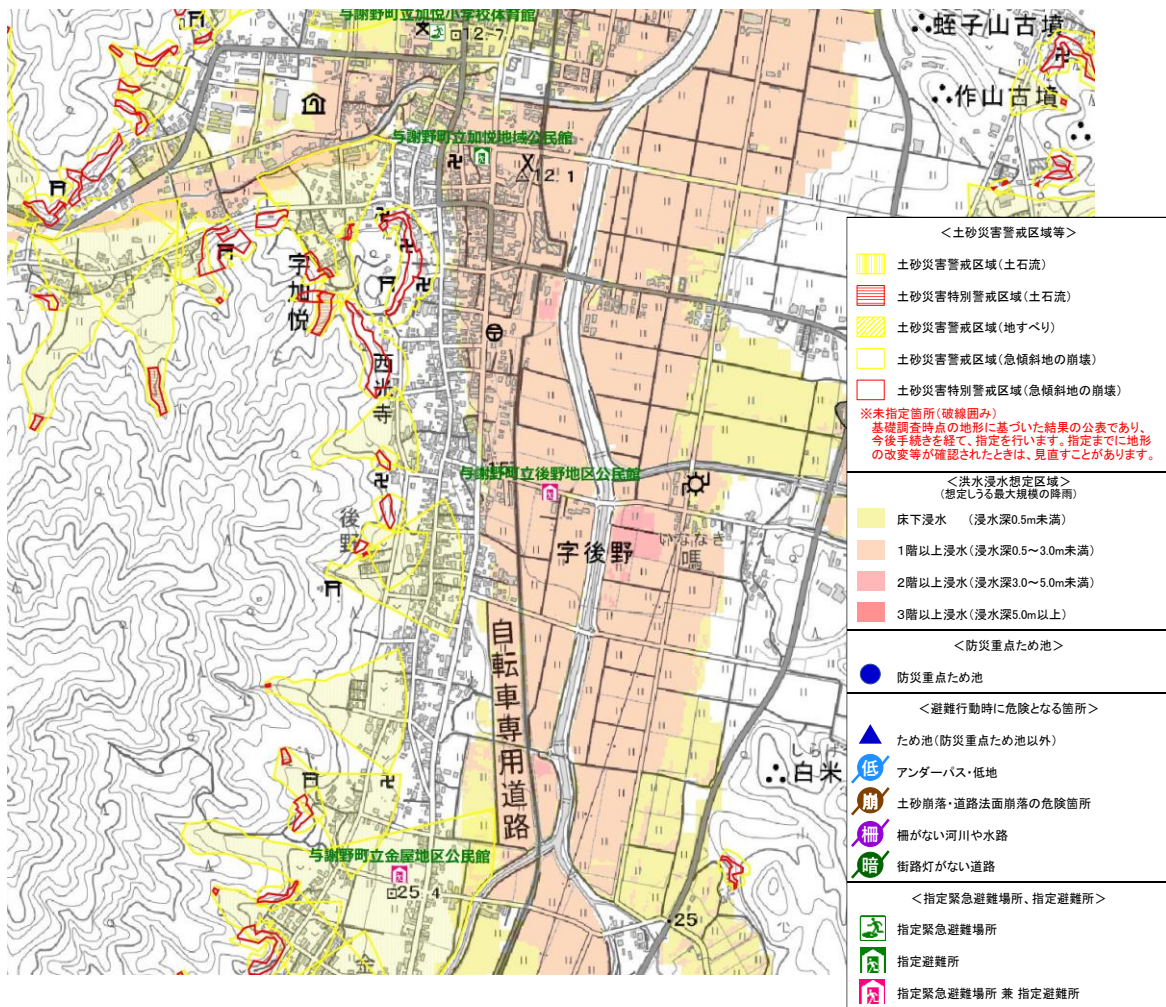 与謝野町立加悦小学校体育館
12.7
蛭子山古墳
作山古墳
与謝野町立加悦地域公民館
12.1
字加悦
西光寺
与謝野町立後野地区公民館
後野
字後野
いななき
嗚
自転車専用道路
しらげ
白米
与謝野町立金屋地区公民館
25.4
25
金
＜土砂災害警戒区域等＞
土砂災害警戒区域（土石流）
土砂災害特別警戒区域（土石流）
土砂災害警戒区域（地すべり）
土砂災害警戒区域（急傾斜地の崩壊）
土砂災害特別警戒区域（急傾斜地の崩壊）
※未指定箇所（破線囲み）
基礎調査時点の地形に基づいた結果の公表であり、
今後手続きを経て、指定を行います。指定までに地形
の改変等が確認されたときは、見直すことがあります。
＜洪水浸水想定区域＞
（想定しうる最大規模の降雨）
床下浸水　（浸水深0.5m未満）
1階以上浸水（浸水深0.5～3.0m未満）
2階以上浸水（浸水深3.0～5.0m未満）
3階以上浸水（浸水深5.0m以上）
＜防災重点ため池＞
防災重点ため池
＜避難行動時に危険となる箇所＞
ため池（防災重点ため池以外）
低 アンダーパス・低地
崩 土砂崩落・道路法面崩落の危険箇所
柵 柵がない河川や水路
暗 街路灯がない道路
＜指定緊急避難場所、指定避難所＞
指定緊急避難場所
指定避難所
指定緊急避難場所 兼 指定避難所